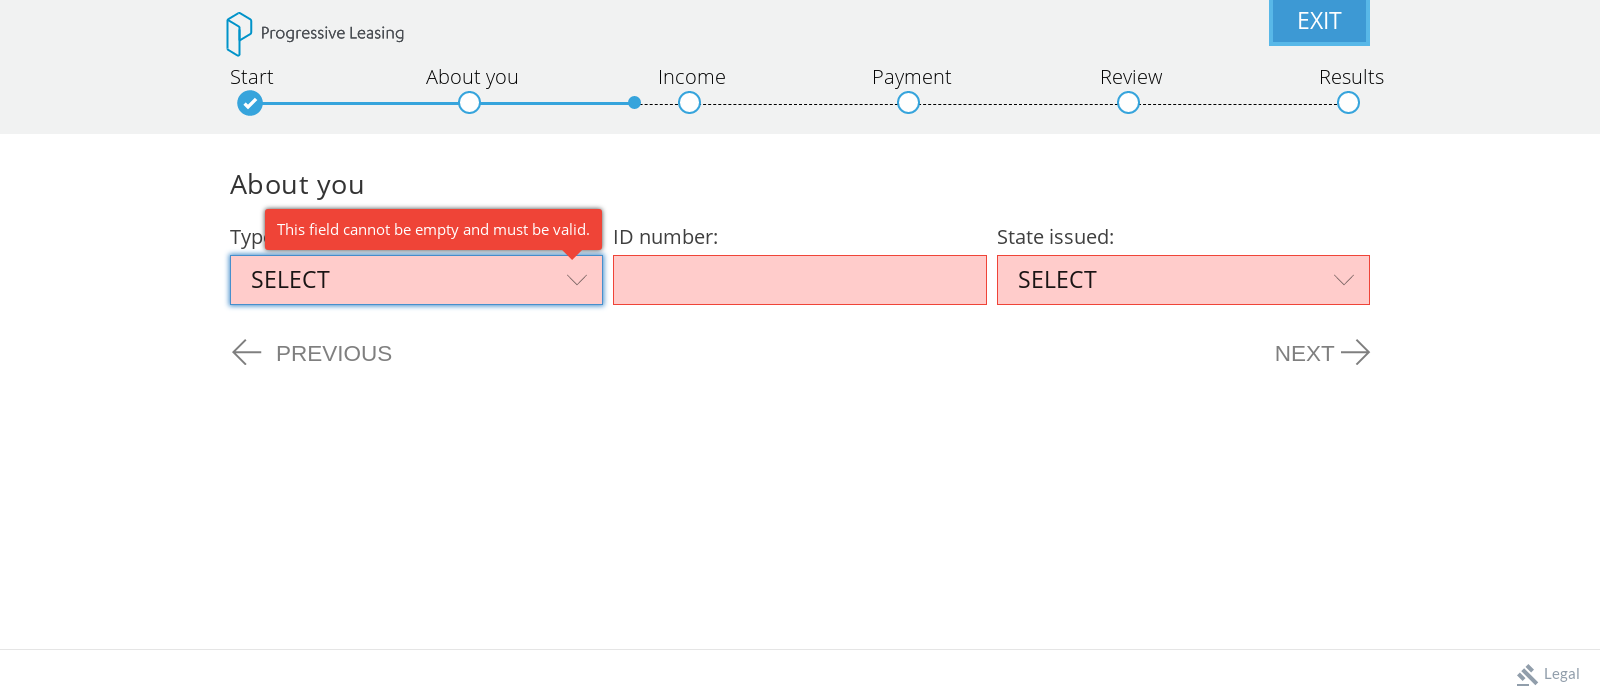 Progressive Leasing
EXIT
Start
About you
Income
Payment
Review
Results
About you
This field cannot be empty and must be valid.
Typ
ID number:
State issued:
SELECT
SELECT
PREVIOUS
NEXT
Legal